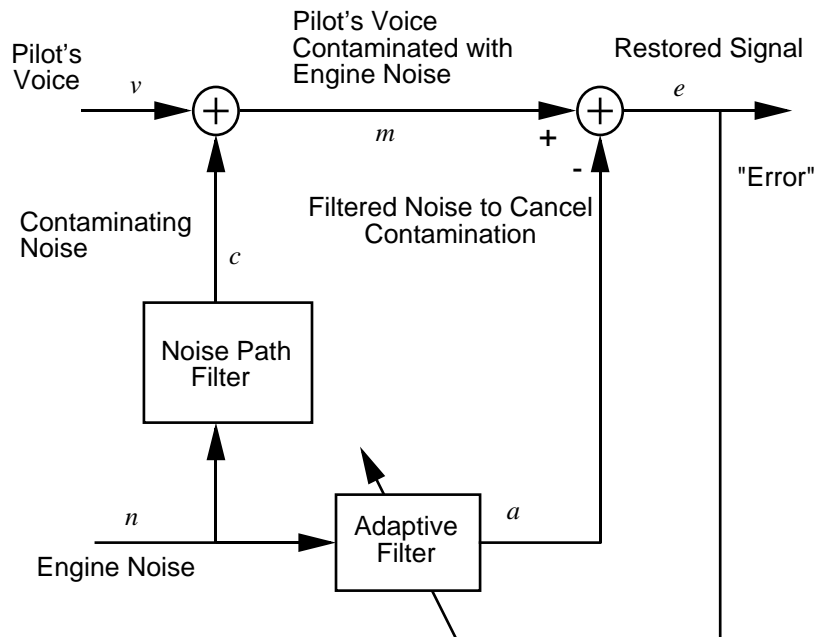 Pilot's Voice
Contaminated with
Engine Noise
Restored Signal
Pilot's
Voice
v
+
m
+
+
e
-
"Error"
Contaminating
Noise
c
Filtered Noise to Cancel
Contamination
Noise Path
Filter
n
Engine Noise
Adaptive
Filter
a